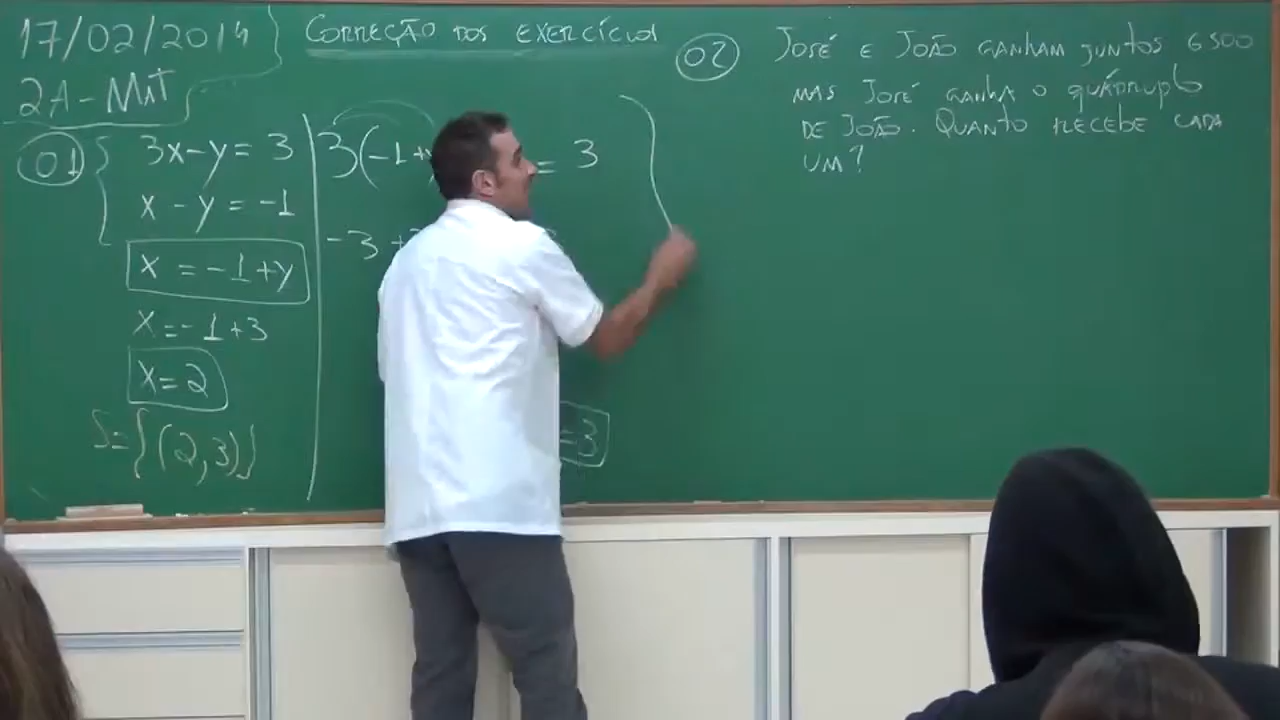 17/02/2014
2A - MAT
CORREÇÃO DOS EXERCÍCIOS
01
3x-y=3
x-y=-1
x=-1+y
x=-1+3
x=2
S={(2,3)}
3(-1+y = 3
-3 +
=3
02
JOSÉ E JOÃO GANHAM JUNTOS 6500
MAS JOSÉ GANHA O QUÁDRUPLO
DE JOÃO. QUANTO RECEBE CADA
UM?